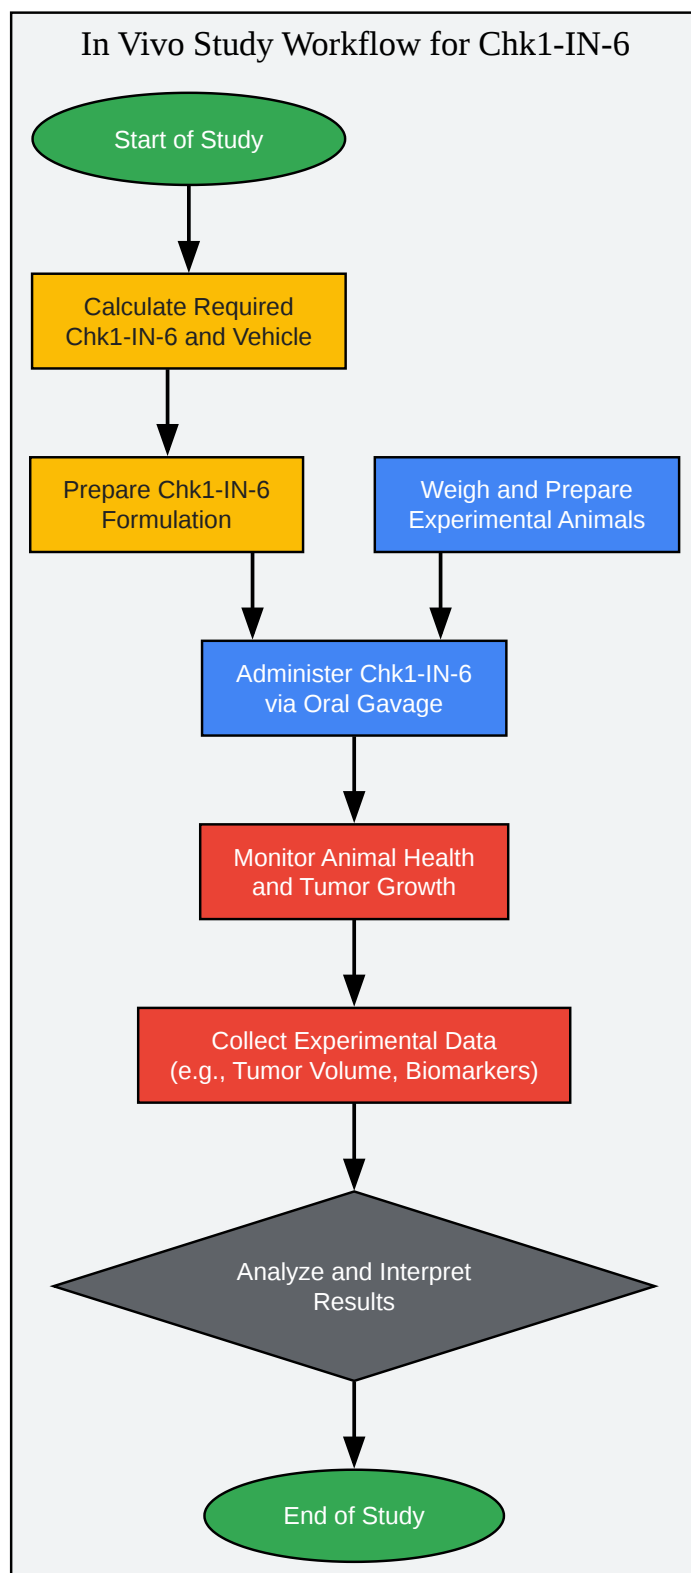 In Vivo Study Workflow for Chk1-IN-6
Start of Study
Calculate Required
Chk1-IN-6 and Vehicle
Prepare Chk1-IN-6
Formulation
Weigh and Prepare
Experimental Animals
Administer Chk1-IN-6
via Oral Gavage
Monitor Animal Health
and Tumor Growth
Collect Experimental Data
(e.g., Tumor Volume, Biomarkers)
Analyze and Interpret
Results
End of Study